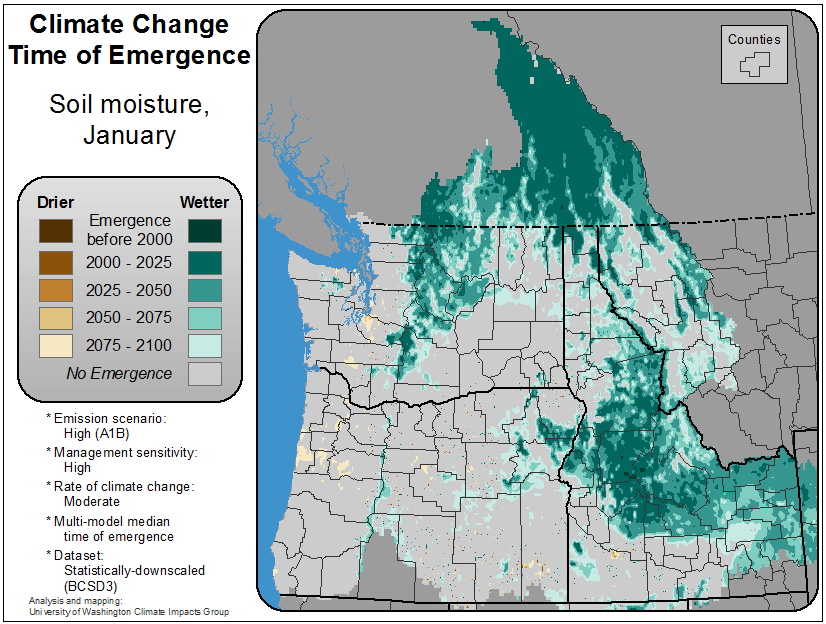 Climate Change
Time of Emergence
Soil moisture,
January
Drier
Wetter
Emergence
before 2000
2000 - 2025
2025 - 2050
2050 - 2075
2075 - 2100
No Emergence
* Emission scenario:
High (A1B)
* Management sensitivity:
High
* Rate of climate change:
Moderate
* Multi-model median
time of emergence
* Dataset:
Statistically-downscaled
(BCSD3)
Analysis and mapping:
University of Washington Climate Impacts Group
Counties